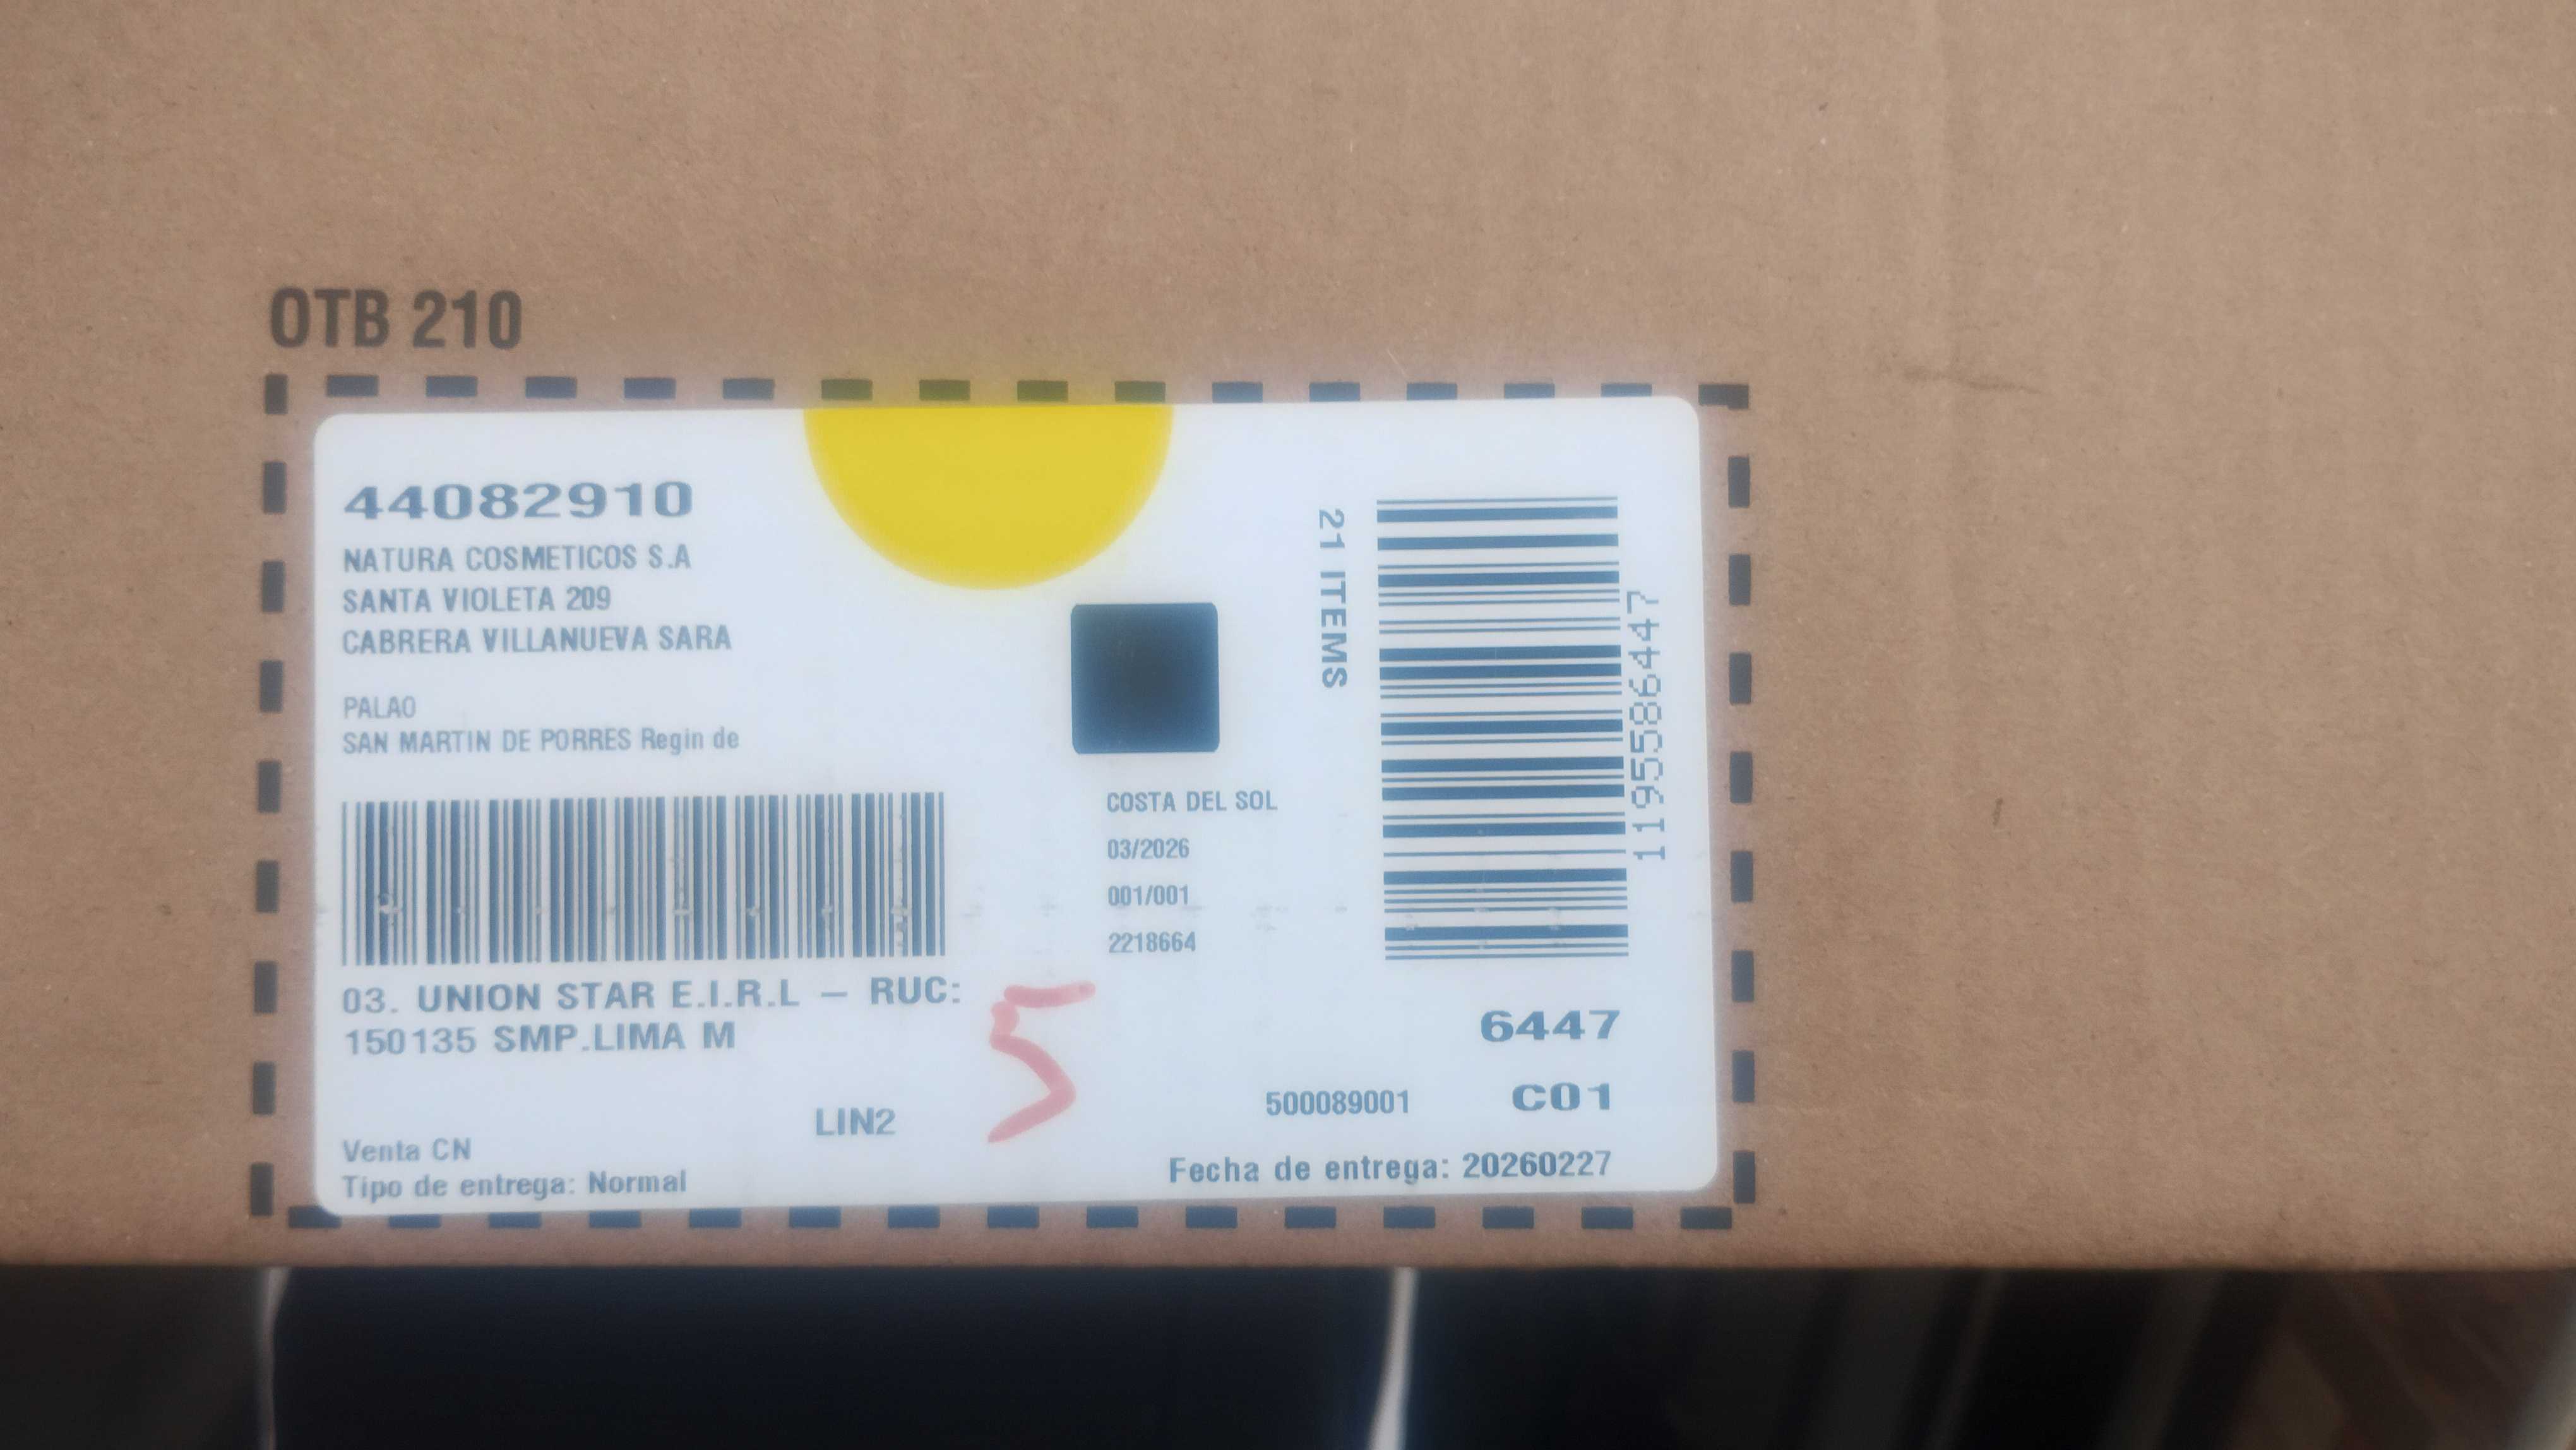 OTB 210
44082910
NATURA COSMETICOS S.A
SANTA VIOLETA 209
CABRERA VILLANUEVA SARA
PALAO
SAN MARTIN DE PORRES Regin de
03. UNION STAR E.I.R.L – RUC:
150135 SMP.LIMA M
LIN2
Venta CN
Tipo de entrega: Normal
5
COSTA DEL SOL
03/2026
001/001
2218664
21 ITEMS
11955586447
6447
500089001 C01
Fecha de entrega: 20260227